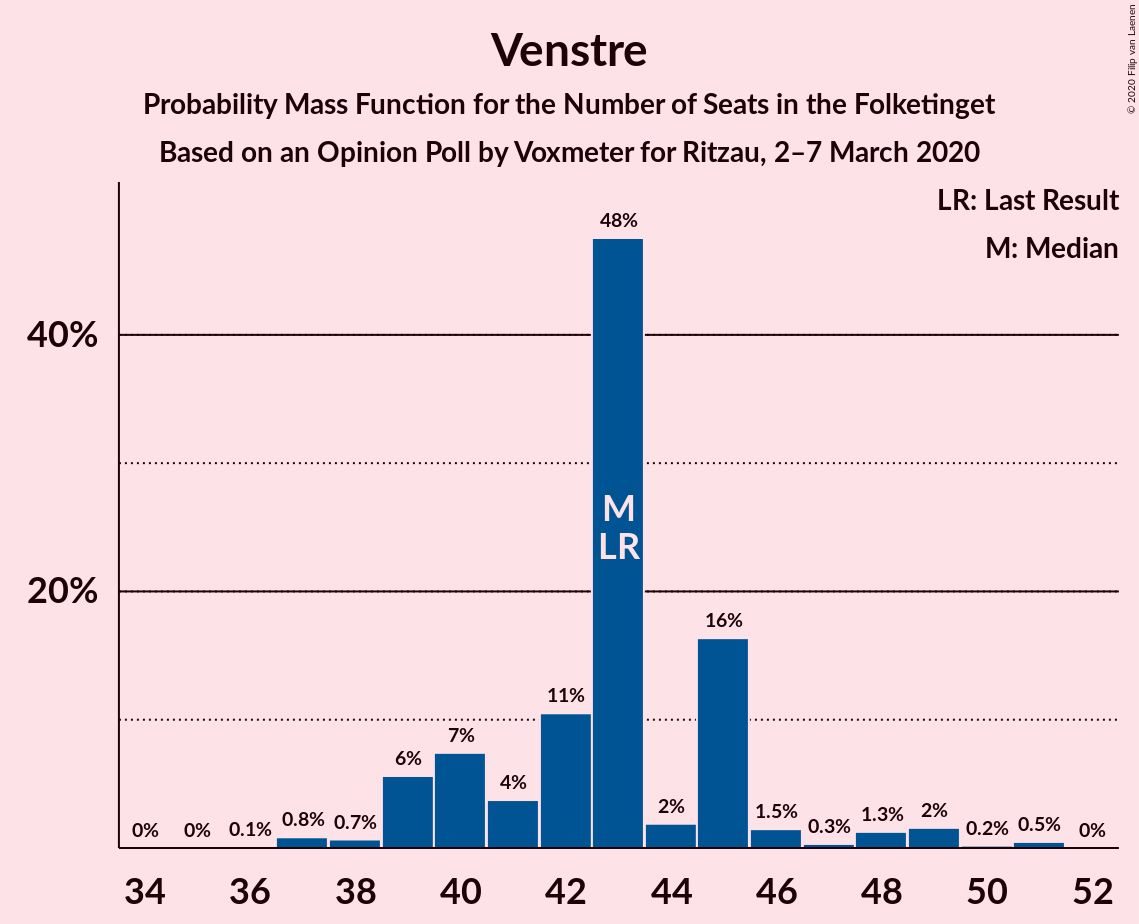 Venstre
Probability Mass Function for the Number of Seats in the Folketinget
Based on an Opinion Poll by Voxmeter for Ritzau, 2–7 March 2020
© 2020 Filip van Laenen
LR: Last Result
M: Median
40%
20%
0%
0%
0.1%
0.8%
0.7%
6%
7%
4%
11%
48%
2%
16%
1.5%
0.3%
1.3%
2%
0.2%
0.5%
0%
M
LR
34 36 38 40 42 44 46 48 50 52